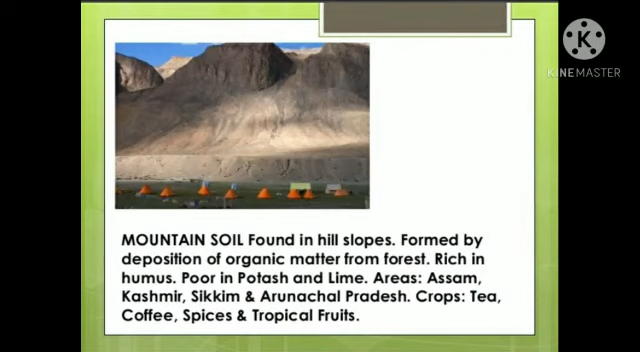 KINEMASTER
MOUNTAIN SOIL Found in hill slopes. Formed by
deposition of organic matter from forest. Rich in
humus. Poor in Potash and Lime. Areas: Assam,
Kashmir, Sikkim & Arunachal Pradesh. Crops: Tea,
Coffee, Spices & Tropical Fruits.